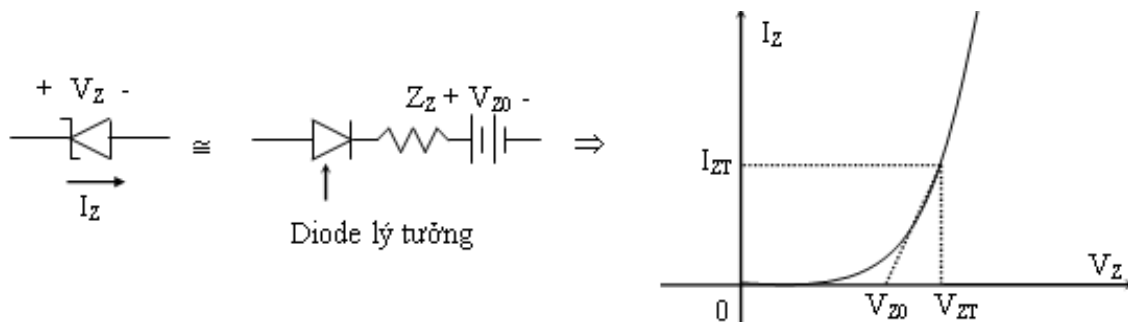 + V_Z -
I_Z
≅
Z_Z + V_Z0 -
Diode lý tưởng
⇒
I_Z
I_ZT
0
V_Z0
V_ZT
V_Z